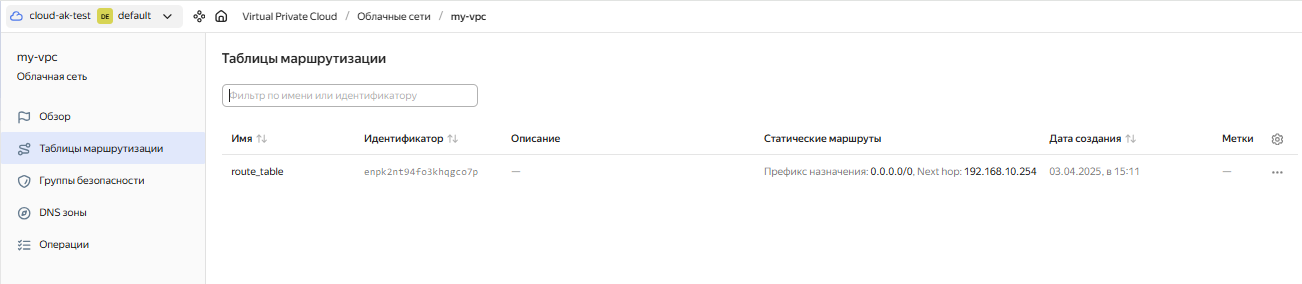 cloud-ak-test DE default Virtual Private Cloud / Облачные сети / my-vpc
my-vpc
Облачная сеть
Обзор
Таблицы маршрутизации
Группы безопасности
DNS зоны
Операции
Таблицы маршрутизации
Фильтр по имени или идентификатору
Имя Идентификатор Описание Статические маршруты Дата создания Метки
route_table enpk2nt94fo3khqgco7p — Префикс назначения: 0.0.0.0/0, Next hop: 192.168.10.254 03.04.2025, в 15:11 —